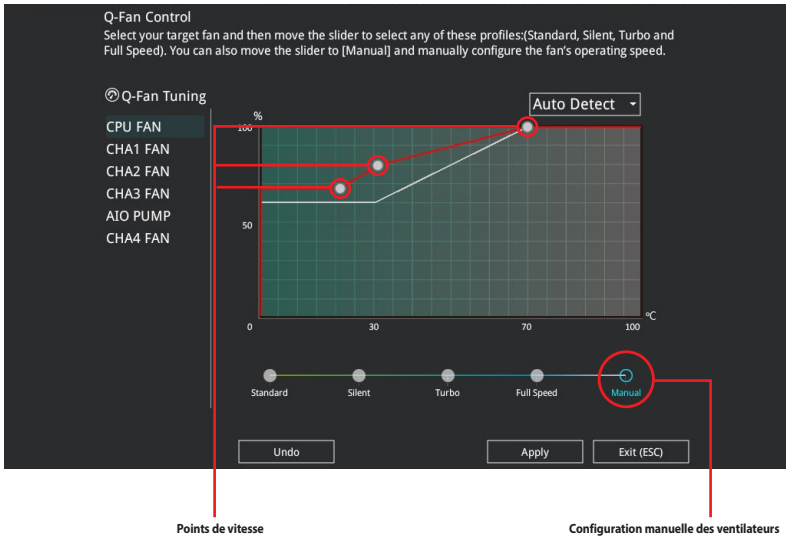 Q-Fan Control
Select your target fan and then move the slider to select any of these profiles:(Standard, Silent, Turbo and
Full Speed). You can also move the slider to [Manual] and manually configure the fan's operating speed.
Q-Fan Tuning
Auto Detect
CPU FAN
CHA1 FAN
CHA2 FAN
CHA3 FAN
AIO PUMP
CHA4 FAN
%
100
50
0
30
70
100
ºC
Standard
Silent
Turbo
Full Speed
Manual
Undo
Apply
Exit (ESC)
Points de vitesse
Configuration manuelle des ventilateurs